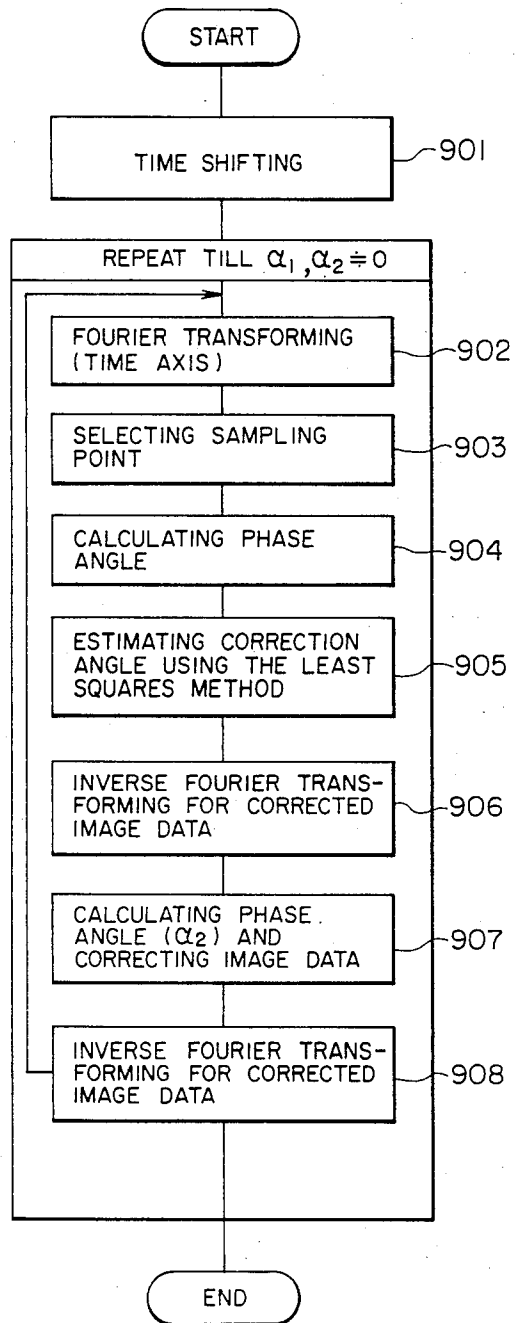 START
TIME SHIFTING
901
REPEAT TILL α₁, α₂ ≒ 0
FOURIER TRANSFORMING
(TIME AXIS)
902
SELECTING SAMPLING
POINT
903
CALCULATING PHASE
ANGLE
904
ESTIMATING CORRECTION
ANGLE USING THE LEAST
SQUARES METHOD
905
INVERSE FOURIER TRANS-
FORMING FOR CORRECTED
IMAGE DATA
906
CALCULATING PHASE
ANGLE (α₂) AND
CORRECTING IMAGE DATA
907
INVERSE FOURIER TRANS-
FORMING FOR CORRECTED
IMAGE DATA
908
END